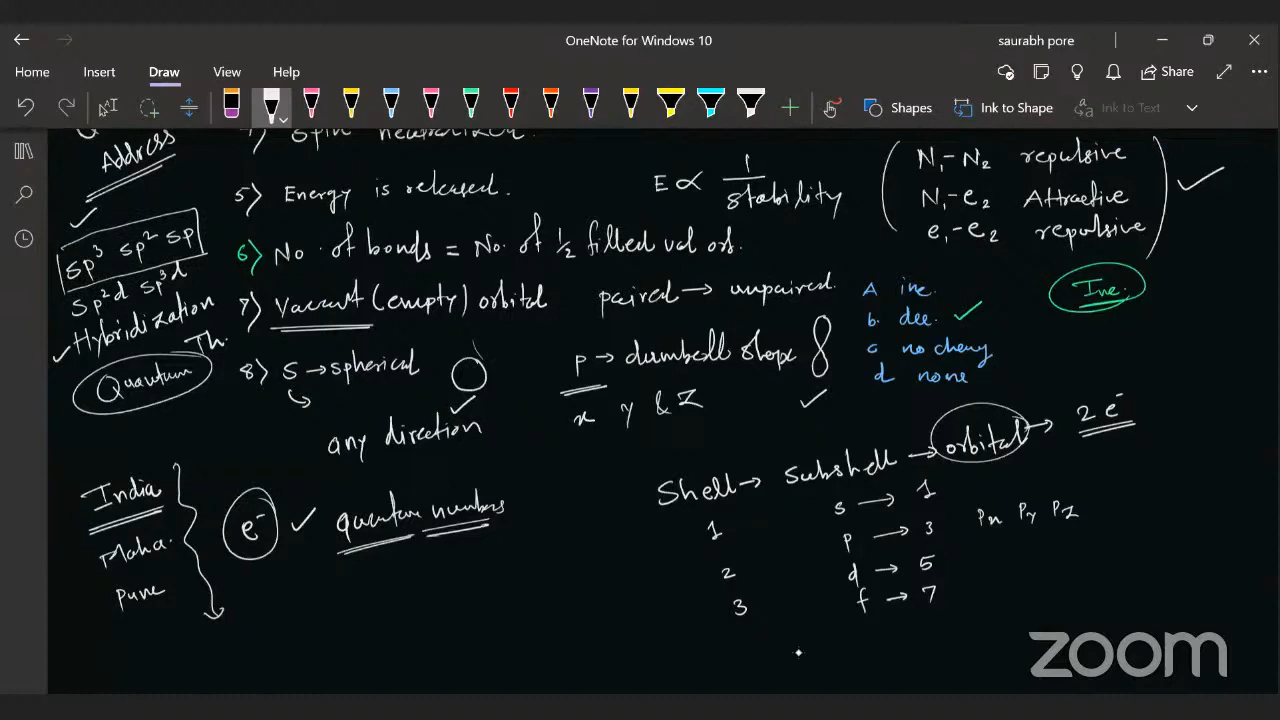 OneNote for Windows 10
saurabh pore
Home Insert Draw View Help
Share
Shapes Ink to Shape Ink to Text
Address
Spin
5) Energy is released.
E ∝ 1/stability
N1-N2 repulsive
N1-e2 Attractive
e1-e2 repulsive
sp3 sp2 sp
sp2d sp3d
Hybridization Th.
Quantum
6) No. of bonds = No. of 1/2 filled val orb.
7) Vacant (empty) orbital
paired → unpaired.
A inc.
b. dec.
c no cheng
d none
Inc.
8) S → spherical
any direction
p → dumbell shape
x y & z
India
Maha.
Pune
e- quantum numbers
Shell → Subshell → orbital → 2 e-
1 s → 1
p → 3 Px Py Pz
2 d → 5
3 f → 7
zoom